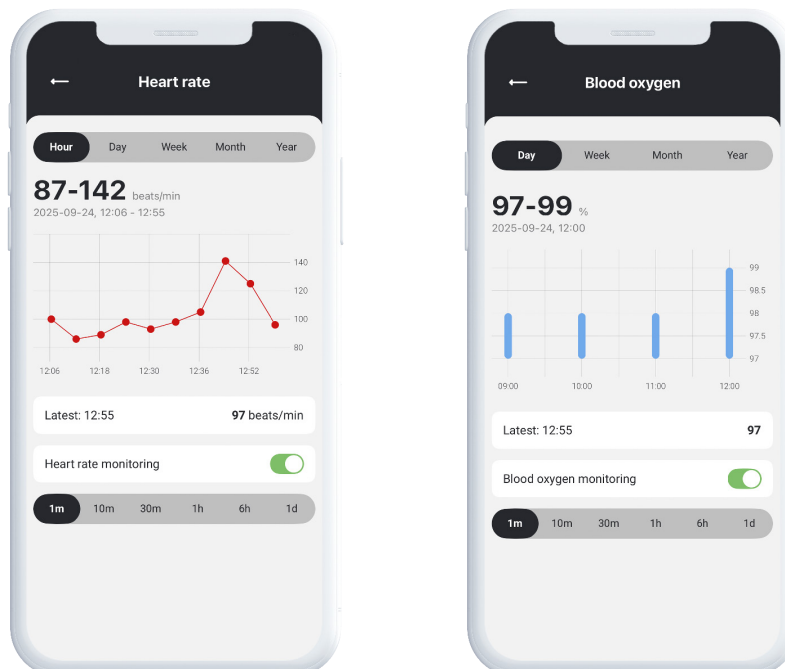 Heart rate
Hour Day Week Month Year
87-142 beats/min
2025-09-24, 12:06 - 12:55
140
120
100
80
12:06 12:18 12:30 12:36 12:52
Latest: 12:55 97 beats/min
Heart rate monitoring
1m 10m 30m 1h 6h 1d
Blood oxygen
Day Week Month Year
97-99 %
2025-09-24, 12:00
99
98.5
98
97.5
97
09:00 10:00 11:00 12:00
Latest: 12:55 97
Blood oxygen monitoring
1m 10m 30m 1h 6h 1d